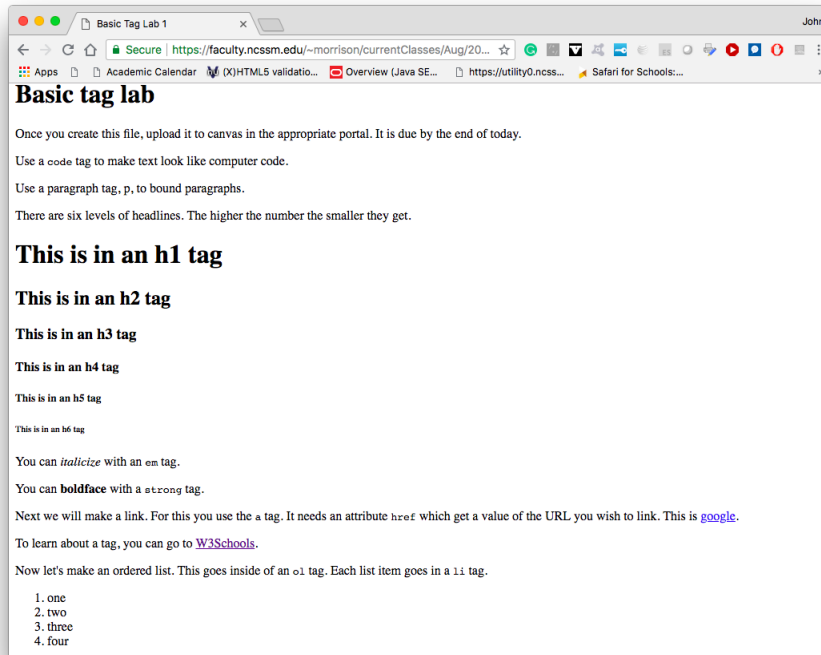 Basic Tag Lab 1
John
Secure | https://faculty.ncssm.edu/~morrison/currentClasses/Aug/20...
Apps Academic Calendar (X)HTML5 validatio... Overview (Java SE... https://utility0.ncss... Safari for Schools:...
Basic tag lab
Once you create this file, upload it to canvas in the appropriate portal. It is due by the end of today.
Use a code tag to make text look like computer code.
Use a paragraph tag, p, to bound paragraphs.
There are six levels of headlines. The higher the number the smaller they get.
This is in an h1 tag
This is in an h2 tag
This is in an h3 tag
This is in an h4 tag
This is in an h5 tag
This is in an h6 tag
You can italicize with an em tag.
You can boldface with a strong tag.
Next we will make a link. For this you use the a tag. It needs an attribute href which get a value of the URL you wish to link. This is google.
To learn about a tag, you can go to W3Schools.
Now let's make an ordered list. This goes inside of an ol tag. Each list item goes in a li tag.
1. one
2. two
3. three
4. four